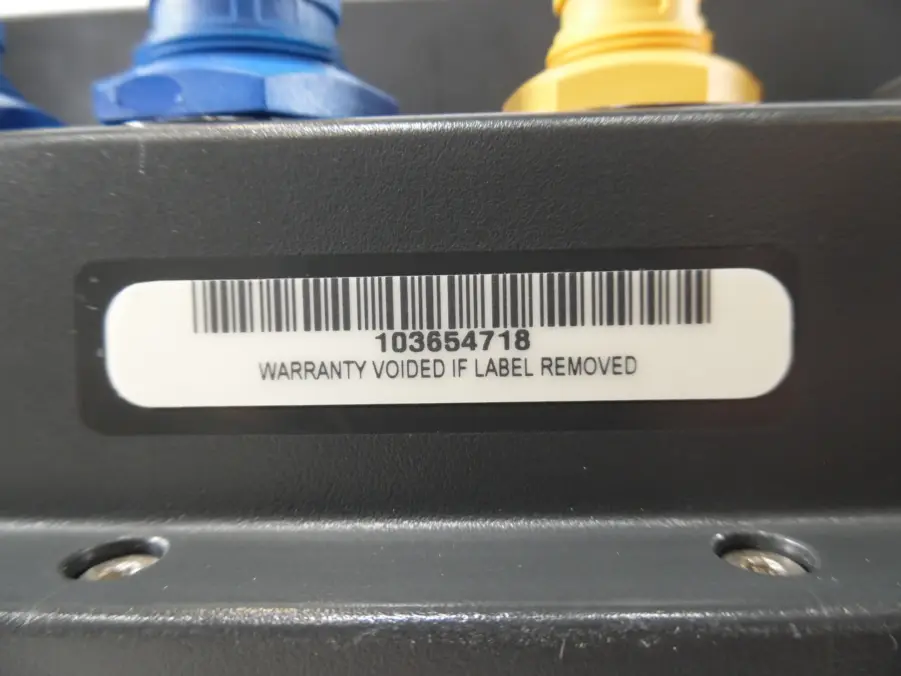 103654718
WARRANTY VOIDED IF LABEL REMOVED